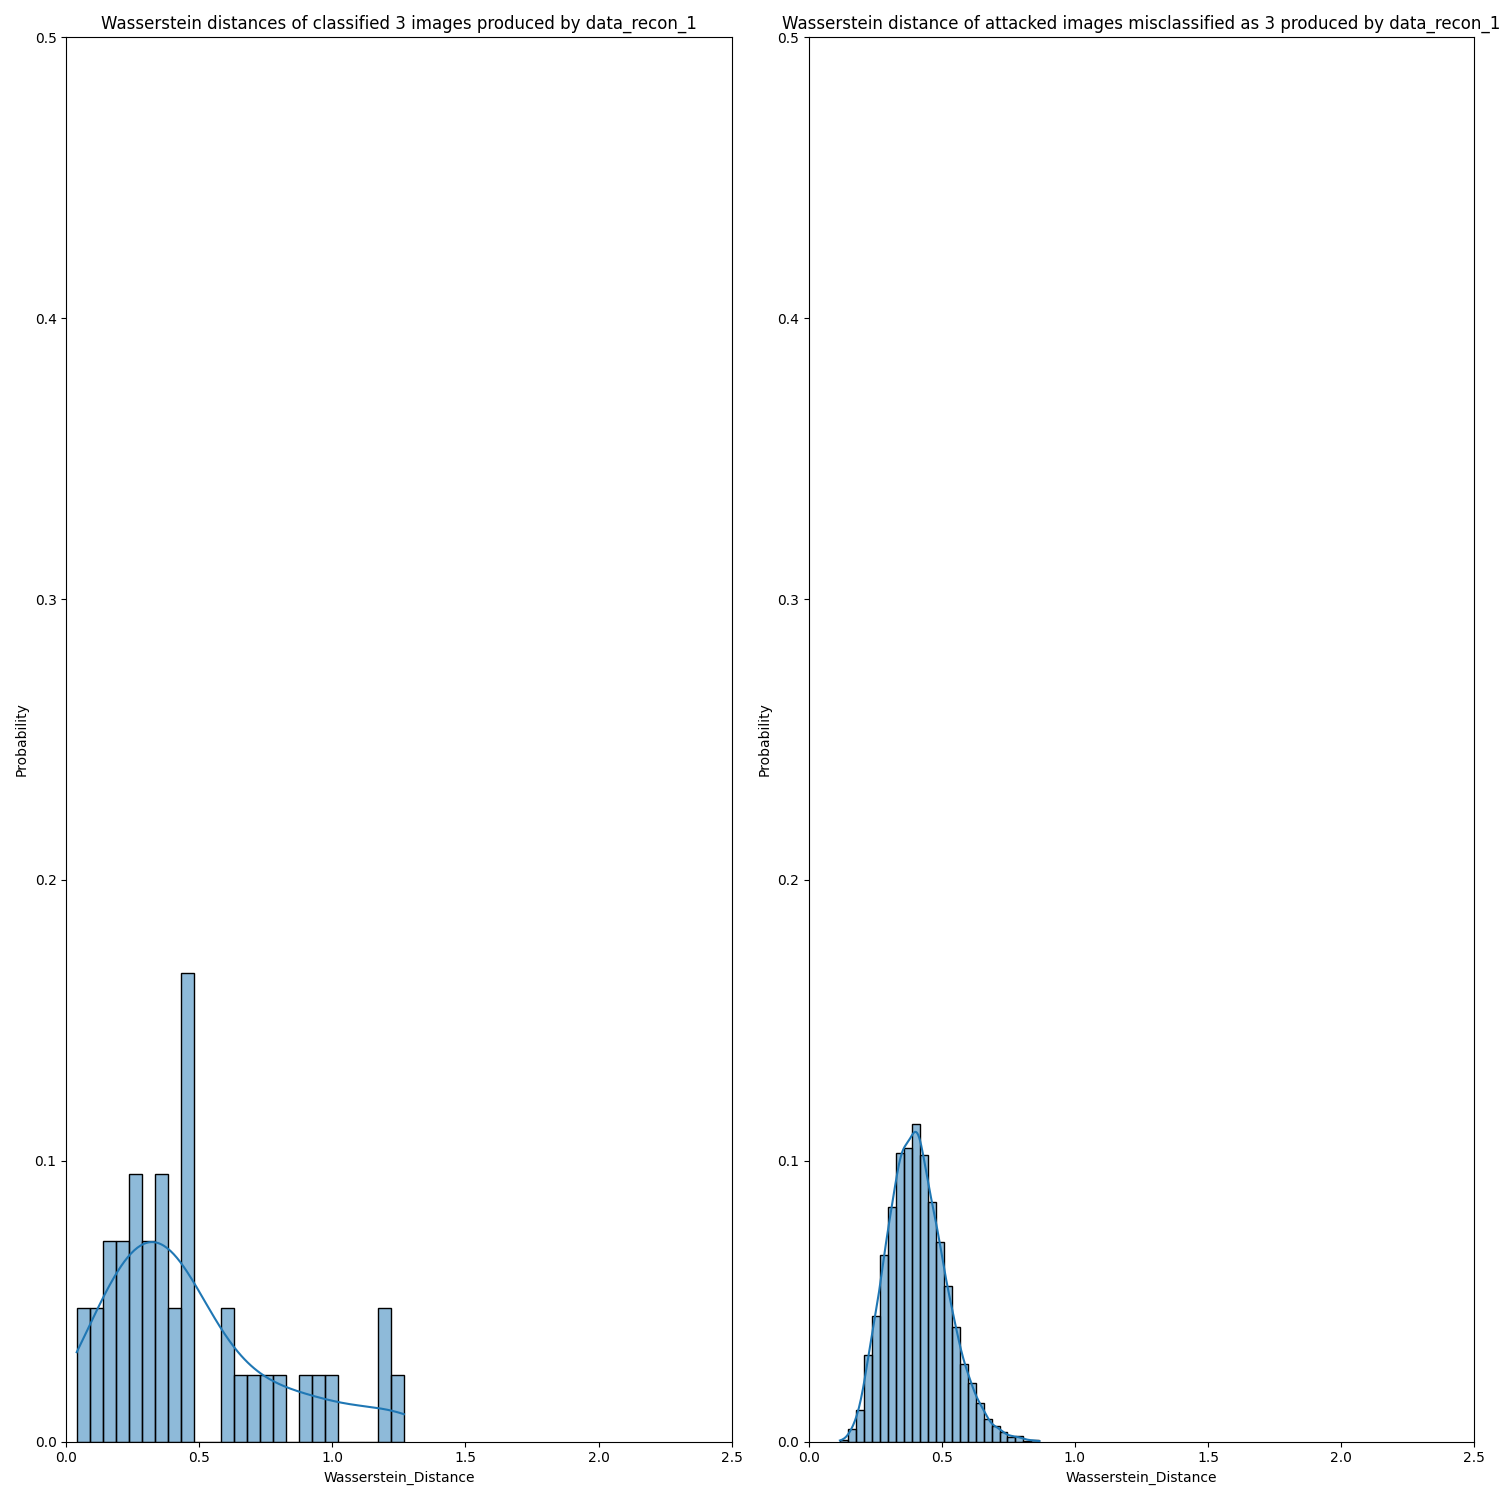 Wasserstein distances of classified 3 images produced by data_recon_1
0.5
0.4
0.3
0.2
0.1
0.0
Probability
0.0 0.5 1.0 1.5 2.0 2.5
Wasserstein_Distance
Wasserstein distance of attacked images misclassified as 3 produced by data_recon_1
0.5
0.4
0.3
0.2
0.1
0.0
Probability
0.0 0.5 1.0 1.5 2.0 2.5
Wasserstein_Distance